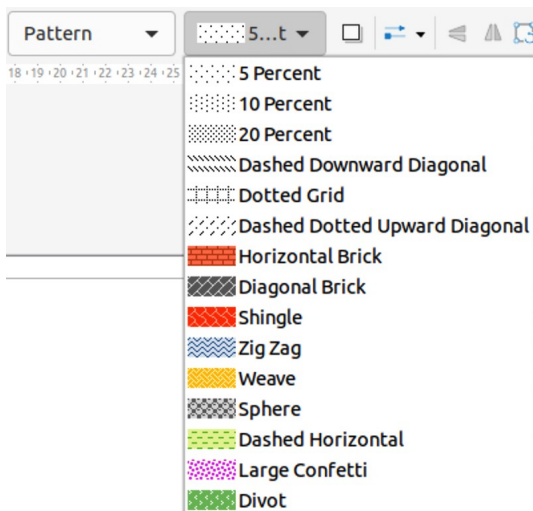 Pattern
5...t
18 19 20 21 22 23 24 25
5 Percent
10 Percent
20 Percent
Dashed Downward Diagonal
Dotted Grid
Dashed Dotted Upward Diagonal
Horizontal Brick
Diagonal Brick
Shingle
Zig Zag
Weave
Sphere
Dashed Horizontal
Large Confetti
Divot